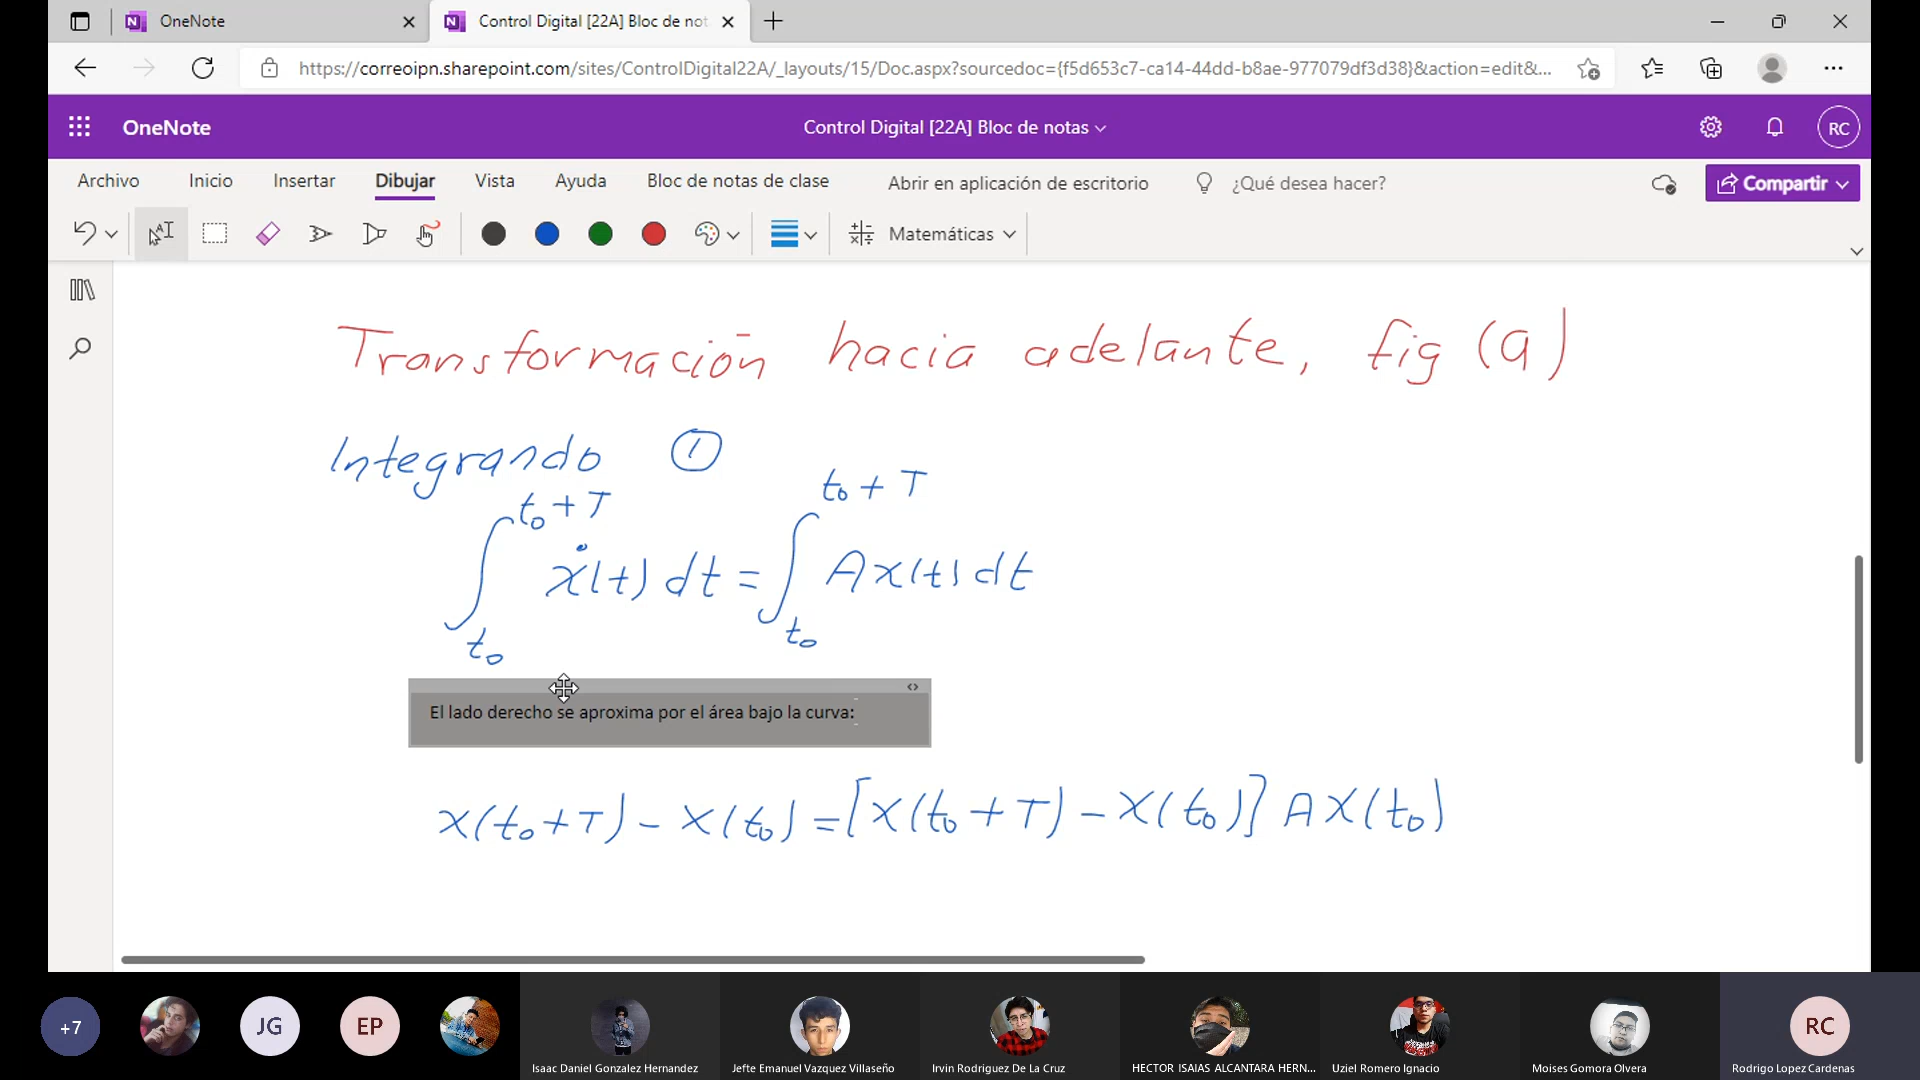 OneNote
Control Digital [22A] Bloc de not
https://correoipn.sharepoint.com/sites/ControlDigital22A/_layouts/15/Doc.aspx?sourcedoc={f5d653c7-ca14-44dd-b8ae-977079df3d38}&action=edit&...
OneNote
Control Digital [22A] Bloc de notas
RC
Archivo Inicio Insertar Dibujar Vista Ayuda Bloc de notas de clase Abrir en aplicación de escritorio ¿Qué desea hacer? Compartir
Matemáticas
Transformación hacia adelante, fig (a)
Integrando ①
∫ t₀ t₀+T ẋ(t) dt = ∫ t₀ t₀+T A x(t) dt
El lado derecho se aproxima por el área bajo la curva:
x(t₀+T) - x(t₀) = [x(t₀+T) - x(t₀)] A x(t₀)
+7 JG EP RC
Isaac Daniel Gonzalez Hernandez
Jefte Emanuel Vazquez Villaseño
Irvin Rodriguez De La Cruz
HECTOR ISAIAS ALCANTARA HERN...
Uziel Romero Ignacio
Moises Gomora Olvera
Rodrigo Lopez Cardenas